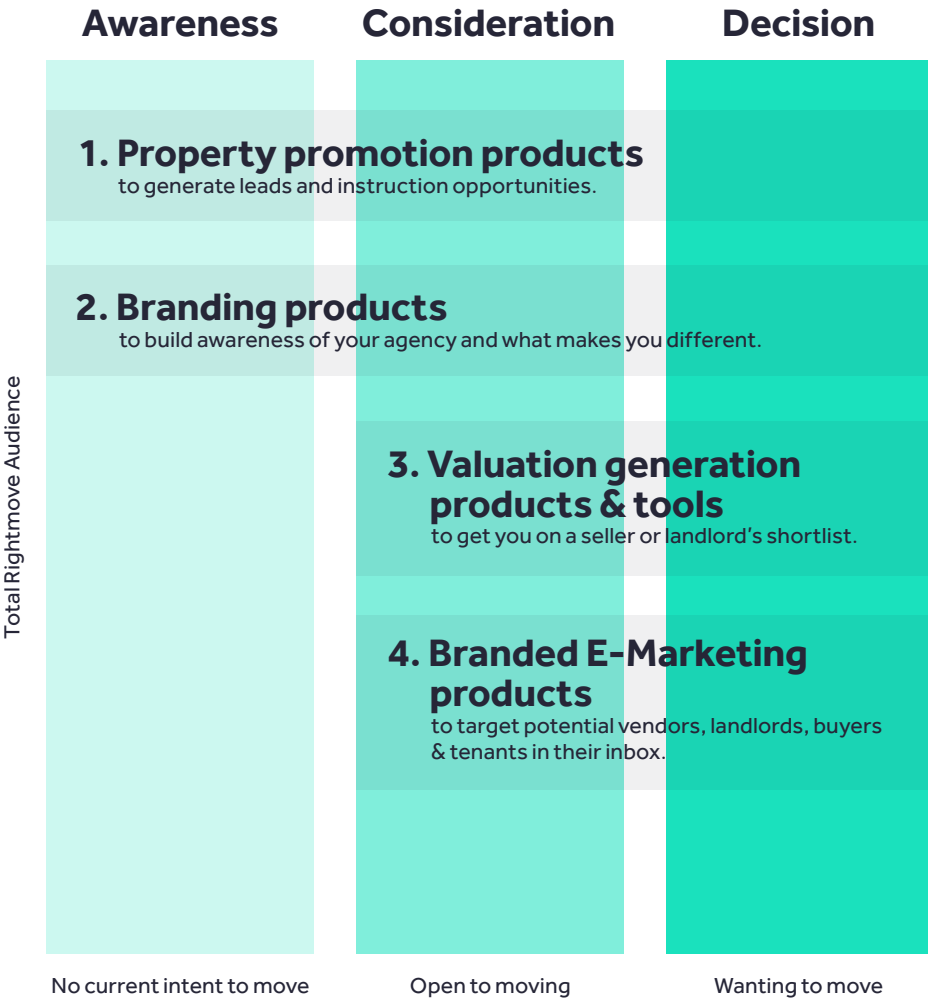 Awareness
Consideration
Decision
1. Property promotion products
to generate leads and instruction opportunities.
2. Branding products
to build awareness of your agency and what makes you different.
3. Valuation generation
products & tools
to get you on a seller or landlord’s shortlist.
4. Branded E-Marketing
products
to target potential vendors, landlords, buyers
& tenants in their inbox.
Total Rightmove Audience
No current intent to move
Open to moving
Wanting to move